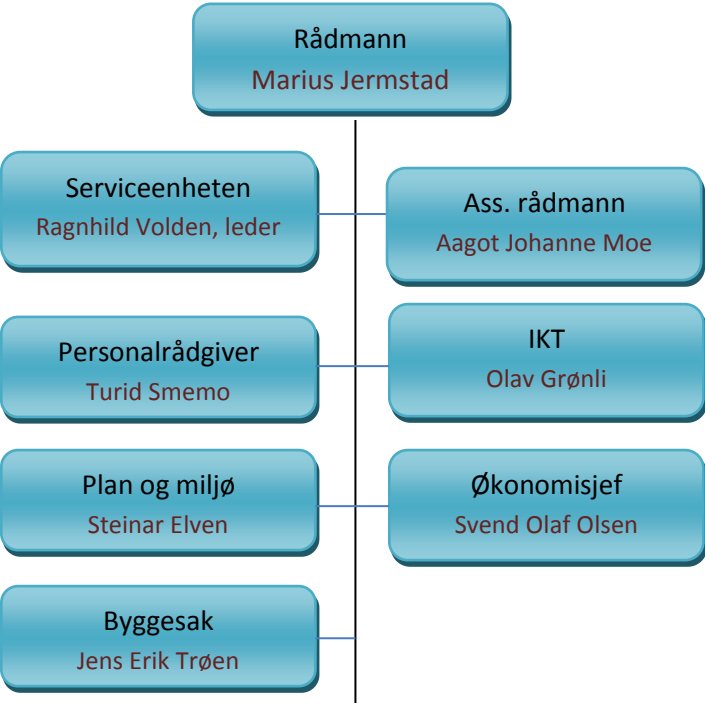 Rådmann
Marius Jermstad
Serviceenheten
Ragnhild Volden, leder
Ass. rådmann
Aagot Johanne Moe
Personalrådgiver
Turid Smemo
IKT
Olav Grønli
Plan og miljø
Steinar Elven
Økonomisjef
Svend Olaf Olsen
Byggesak
Jens Erik Trøen